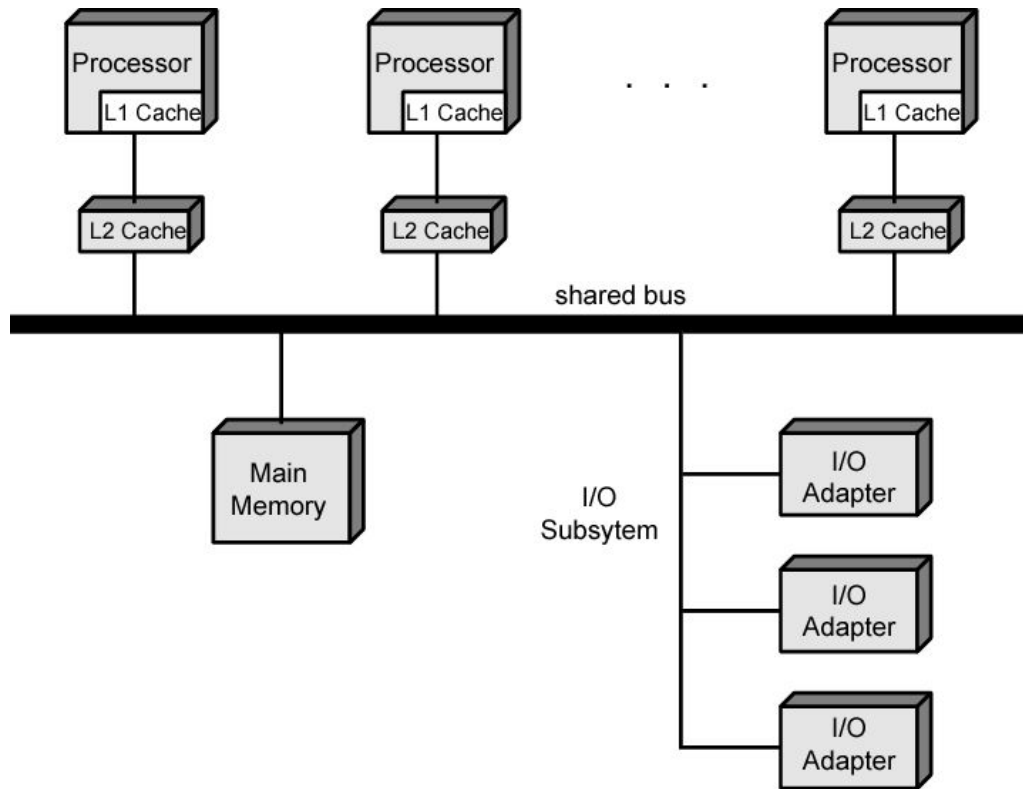 Processor
L1 Cache
Processor
L1 Cache
. . .
Processor
L1 Cache
L2 Cache
L2 Cache
L2 Cache
shared bus
Main
Memory
I/O
Subsytem
I/O
Adapter
I/O
Adapter
I/O
Adapter